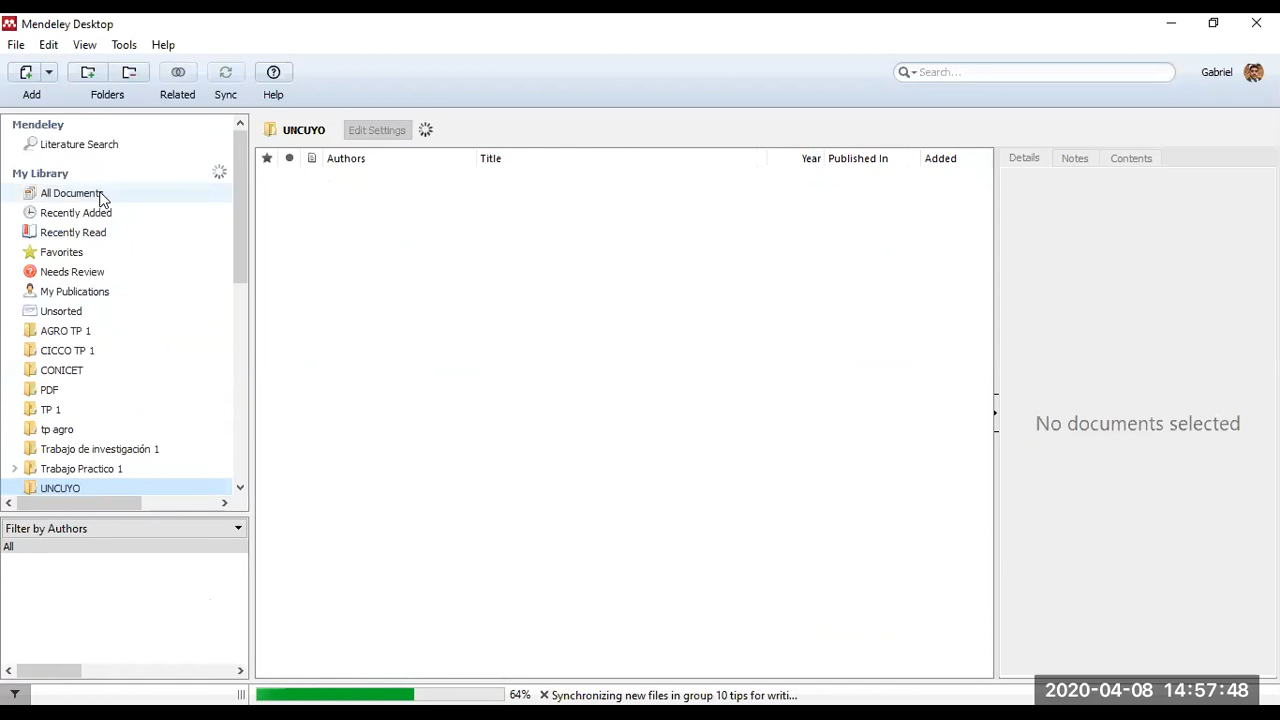 Mendeley Desktop
File Edit View Tools Help
Search...
Gabriel
Add Folders Related Sync Help
Mendeley
Literature Search
My Library
All Documents
Recently Added
Recently Read
Favorites
Needs Review
My Publications
Unsorted
AGRO TP 1
CICCO TP 1
CONICET
PDF
TP 1
tp agro
Trabajo de investigación 1
Trabajo Practico 1
UNCUYO
Filter by Authors
All
UNCUYO Edit Settings
Authors Title Year Published In Added
Details Notes Contents
No documents selected
64% Synchronizing new files in group 10 tips for writi...
2020-04-08 14:57:48